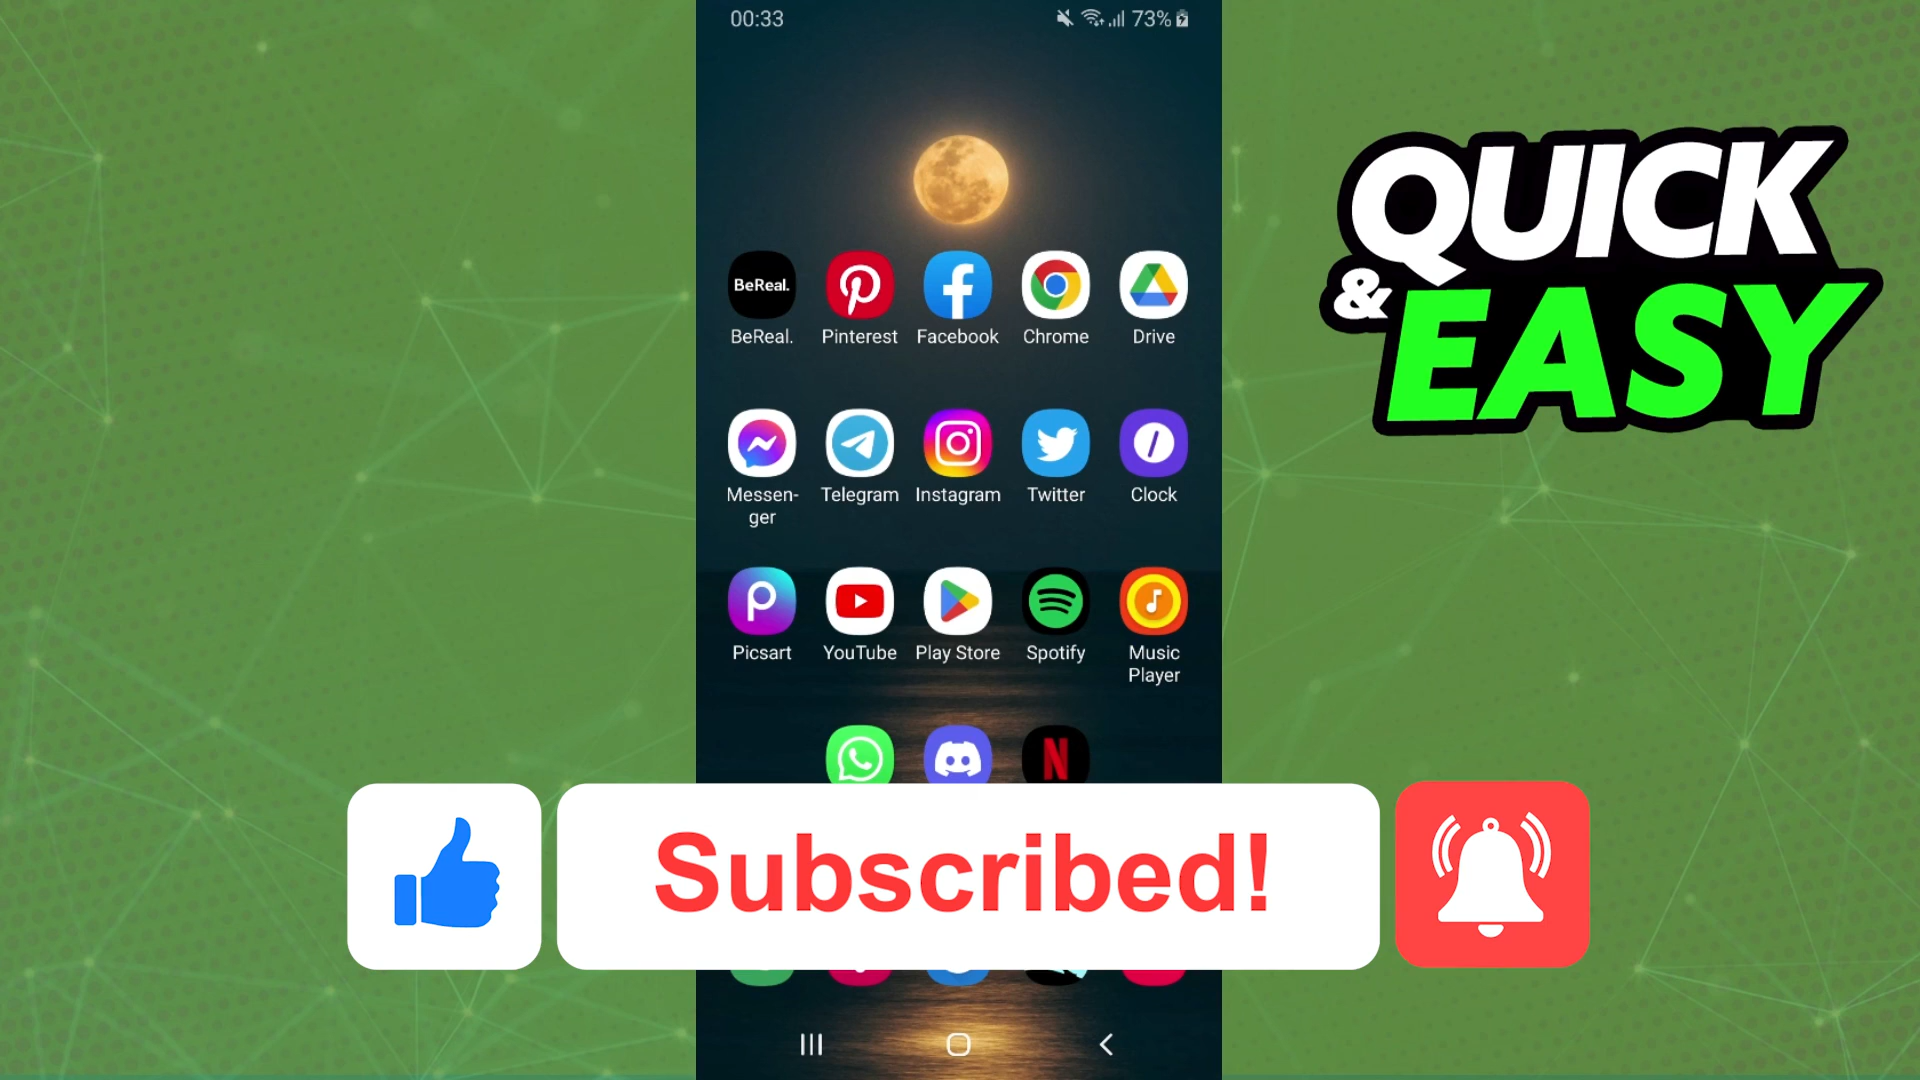 00:33
73%
QUICK
& EASY
BeReal.
BeReal.
Pinterest
Facebook
Chrome
Drive
Messen-
ger
Telegram
Instagram
Twitter
Clock
Picsart
YouTube
Play Store
Spotify
Music
Player
N
Subscribed!